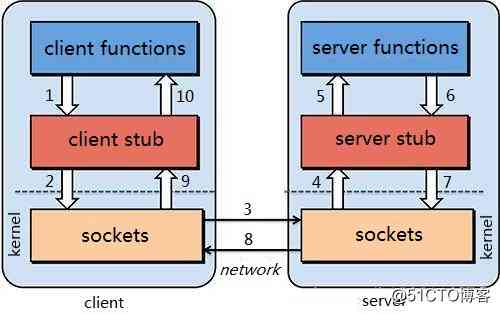 client functions
server functions
1
10
5
6
client stub
server stub
2
9
4
7
kernel
sockets
3
8
network
sockets
kernel
client
server
@51CTO博客